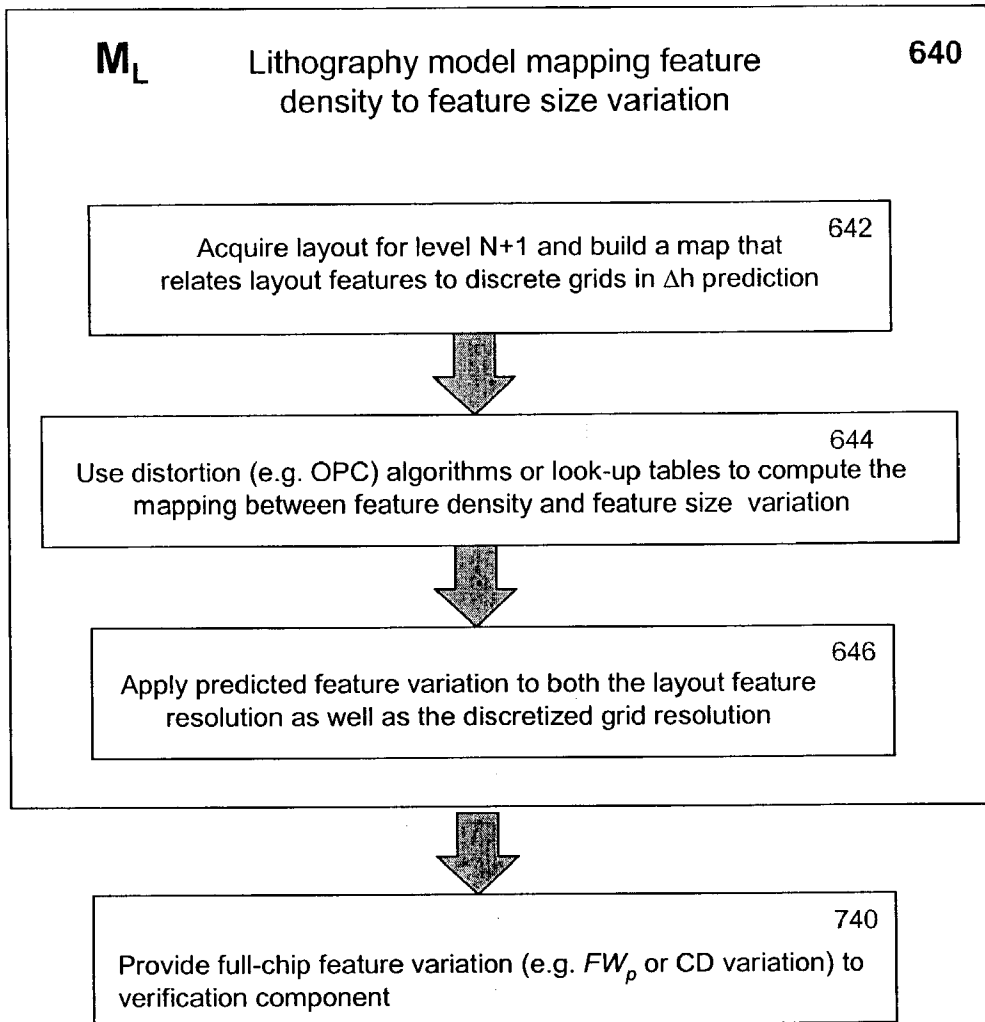 M_L Lithography model mapping feature 640
density to feature size variation
642
Acquire layout for level N+1 and build a map that
relates layout features to discrete grids in Δh prediction
644
Use distortion (e.g. OPC) algorithms or look-up tables to compute the
mapping between feature density and feature size variation
646
Apply predicted feature variation to both the layout feature
resolution as well as the discretized grid resolution
740
Provide full-chip feature variation (e.g. FW_p or CD variation) to
verification component